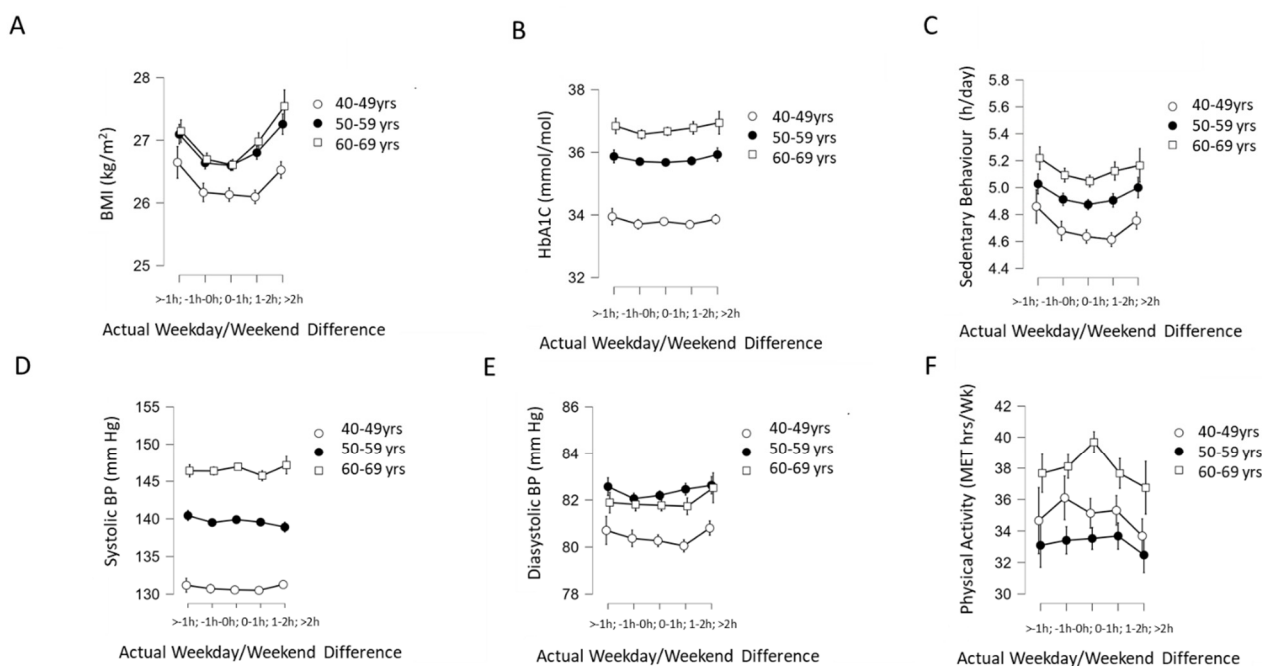 A
BMI (kg/m²)
28
27
26
25
40-49yrs
50-59 yrs
60-69 yrs
>-1h; -1h-0h; 0-1h; 1-2h; >2h
Actual Weekday/Weekend Difference
B
HbA1C (mmol/mol)
38
36
34
32
40-49yrs
50-59 yrs
60-69 yrs
>-1h; -1h-0h; 0-1h; 1-2h; >2h
Actual Weekday/Weekend Difference
C
Sedentary Behaviour (h/day)
5.8
5.6
5.4
5.2
5.0
4.8
4.6
4.4
40-49yrs
50-59 yrs
60-69 yrs
>-1h; -1h-0h; 0-1h; 1-2h; >2h
Actual Weekday/Weekend Difference
D
Systolic BP (mm Hg)
155
150
145
140
135
130
40-49yrs
50-59 yrs
60-69 yrs
>-1h; -1h-0h; 0-1h; 1-2h; >2h
Actual Weekday/Weekend Difference
E
Diasystolic BP (mm Hg)
86
84
82
80
78
40-49yrs
50-59 yrs
60-69 yrs
>-1h; -1h-0h; 0-1h; 1-2h; >2h
Actual Weekday/Weekend Difference
F
Physical Activity (MET hrs/Wk)
42
40
38
36
34
32
30
40-49yrs
50-59 yrs
60-69 yrs
>-1h; -1h-0h; 0-1h; 1-2h; >2h
Actual Weekday/Weekend Difference